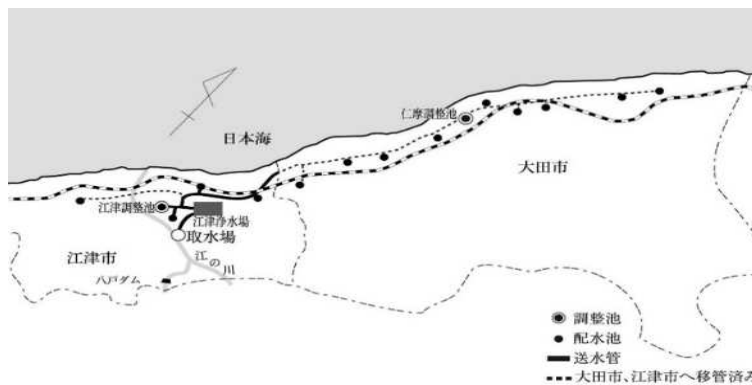 日本海
仁摩調整池
大田市
江津調整池
江津浄水場
取水場
江津市
江の川
八戸ダム
調整池
配水池
送水管
大田市、江津市へ移管済み